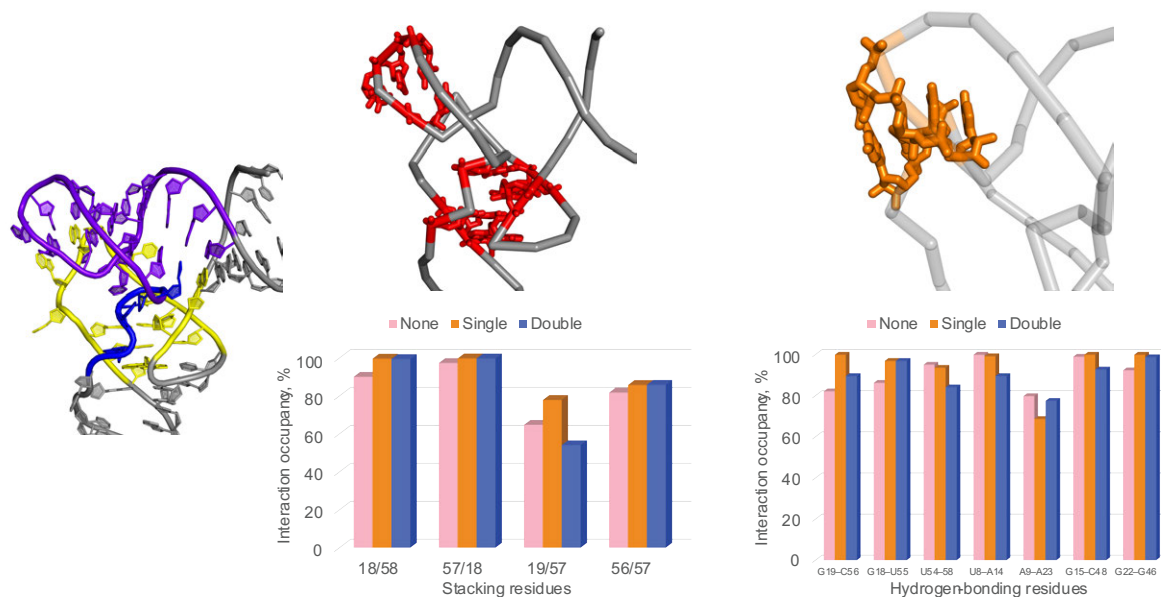 None Single Double
Interaction occupancy, %
100
80
60
40
20
0
18/58 57/18 19/57 56/57
Stacking residues
None Single Double
Interaction occupancy, %
100
80
60
40
20
0
G19–C56 G18–U55 U54–58 U8–A14 A9–A23 G15–C48 G22–G46
Hydrogen-bonding residues